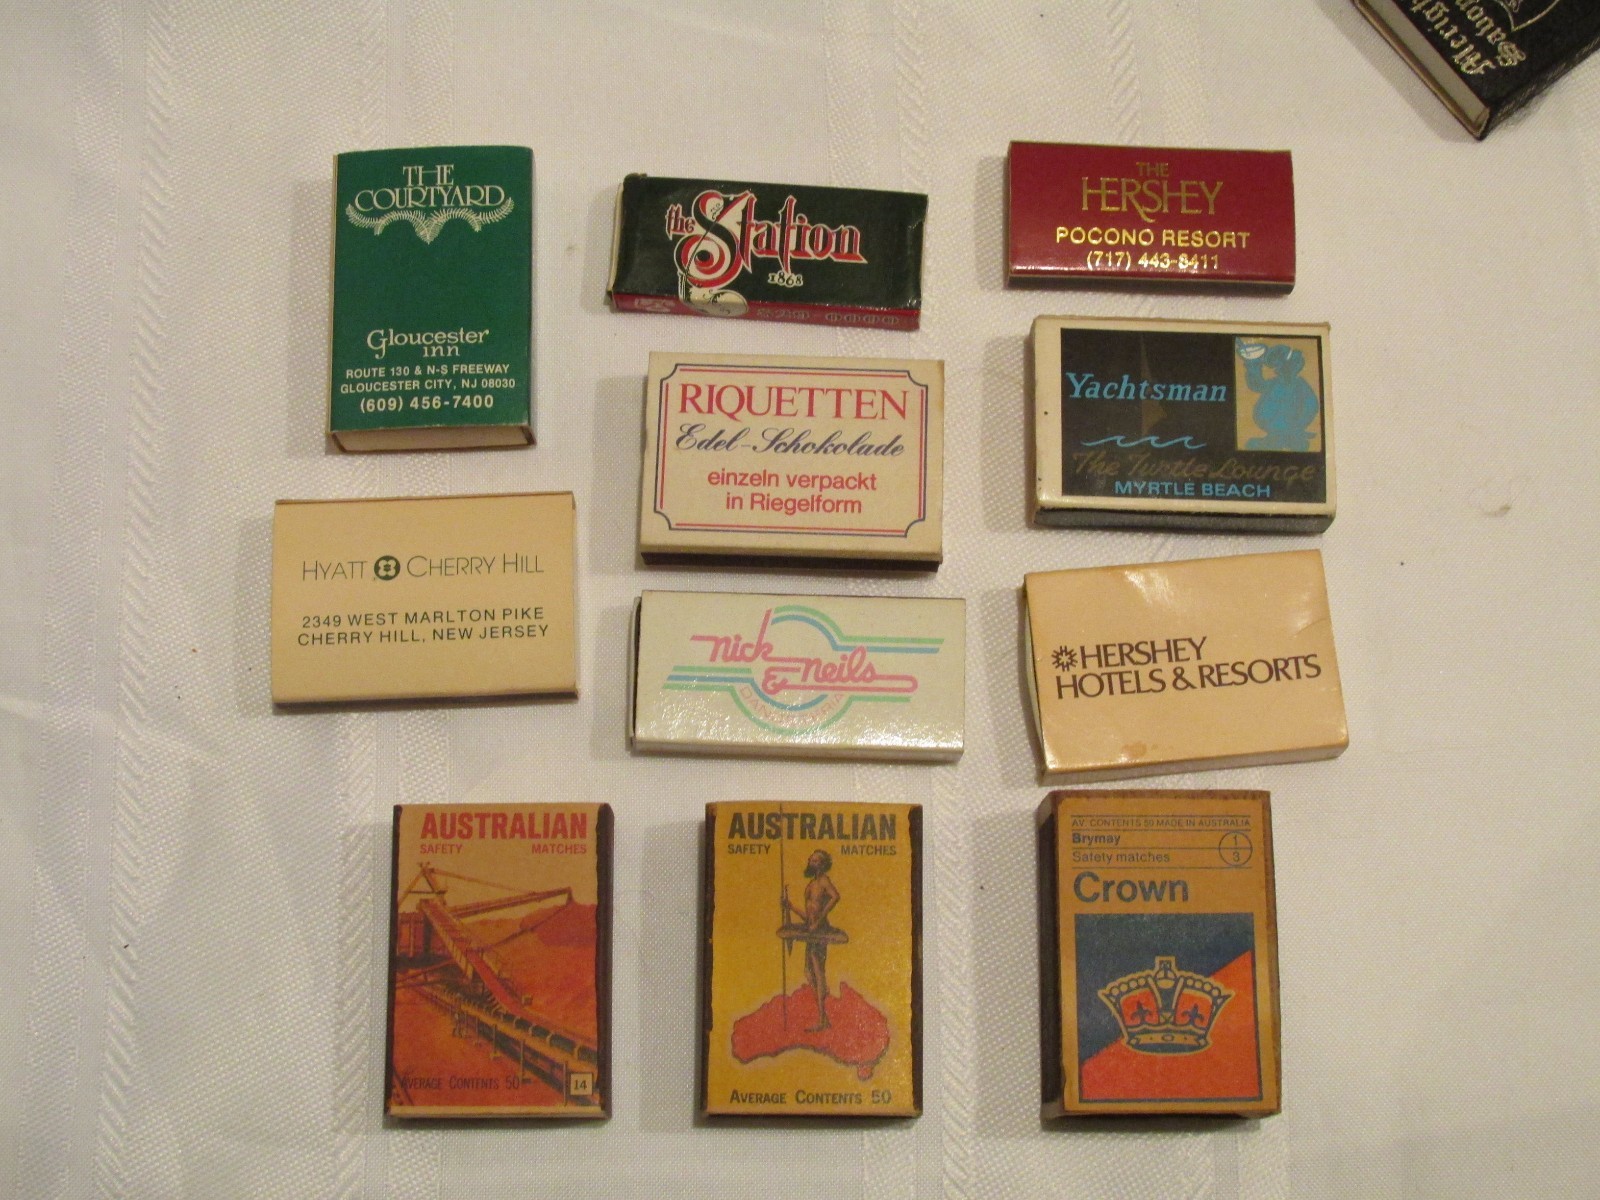 THE
COURTYARD
Gloucester
inn
ROUTE 130 & N-S FREEWAY
GLOUCESTER CITY, NJ 08030
(609) 456-7400
the Station
1868
THE
HERSHEY
POCONO RESORT
(717) 443-8411
RIQUETTEN
Edel-Schokolade
einzeln verpackt
in Riegelform
Yachtsman
The Turtle Lounge
MYRTLE BEACH
HYATT CHERRY HILL
2349 WEST MARLTON PIKE
CHERRY HILL, NEW JERSEY
nick
& neils
HERSHEY
HOTELS & RESORTS
AUSTRALIAN
SAFETY MATCHES
AVERAGE CONTENTS 50
14
AUSTRALIAN
SAFETY MATCHES
AVERAGE CONTENTS 50
AV. CONTENTS 50 MADE IN AUSTRALIA
Brymay
Safety matches
1
3
Crown